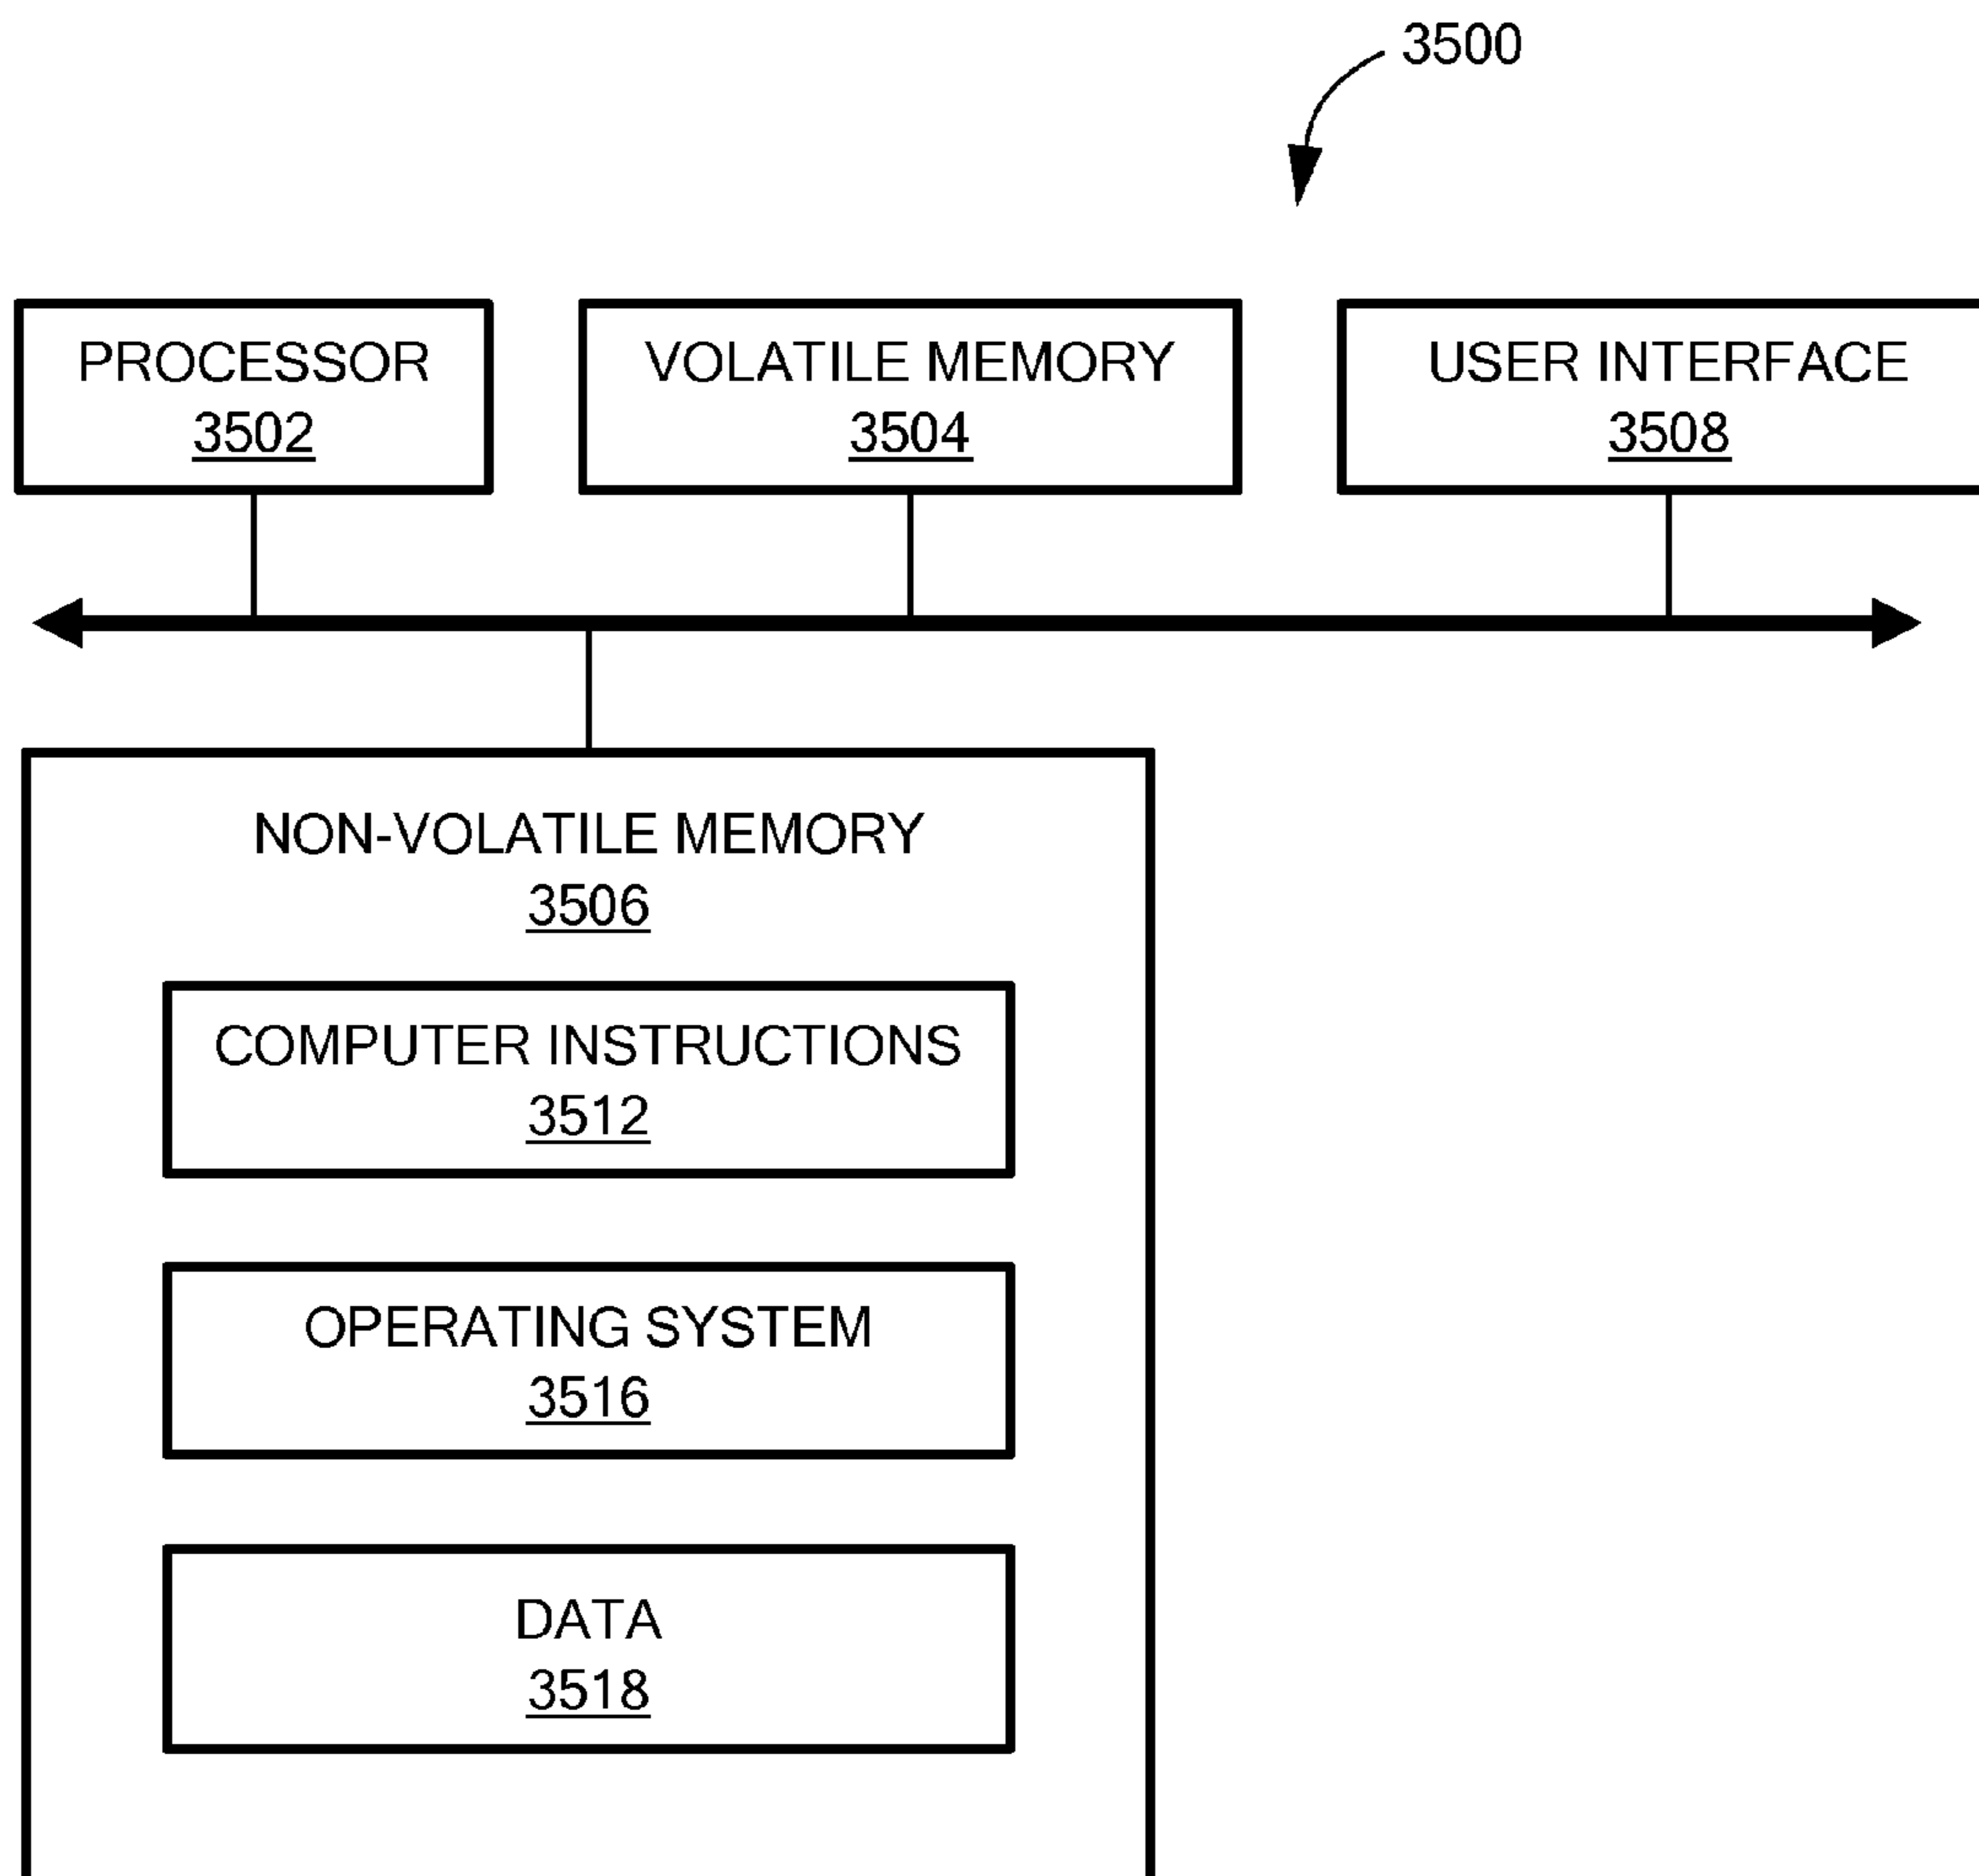 3500
PROCESSOR
3502
VOLATILE MEMORY
3504
USER INTERFACE
3508
NON-VOLATILE MEMORY
3506
COMPUTER INSTRUCTIONS
3512
OPERATING SYSTEM
3516
DATA
3518